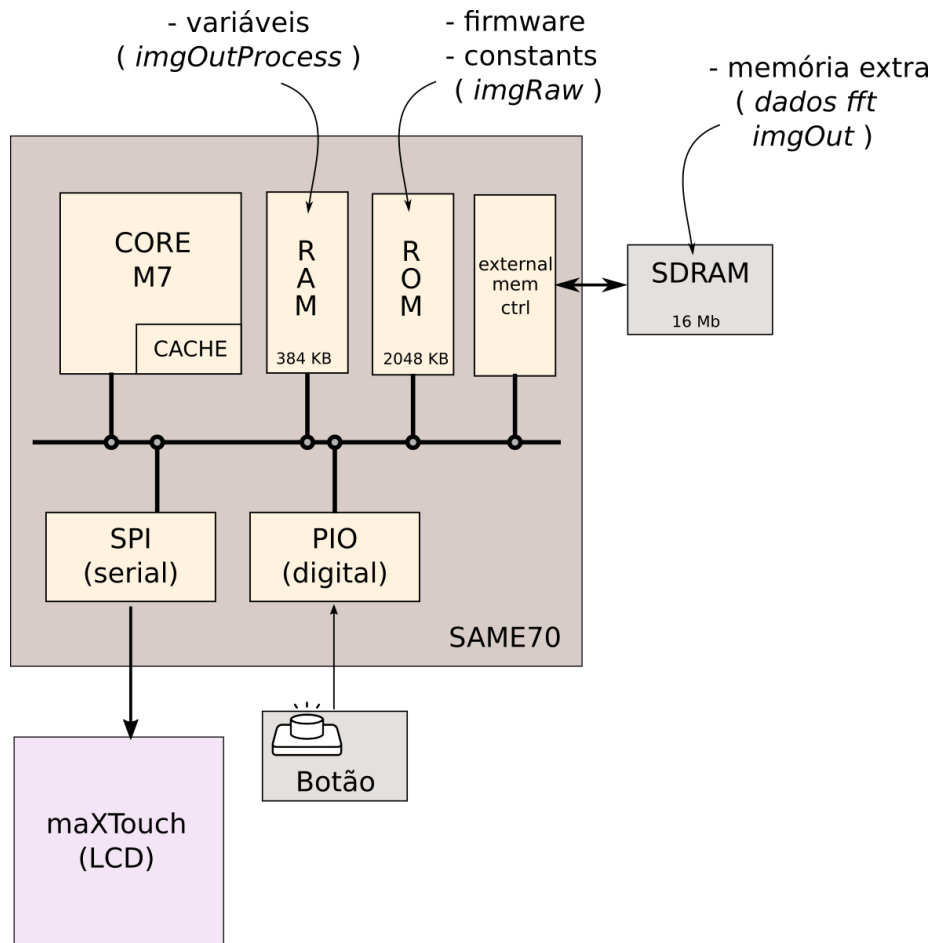 - variáveis
( imgOutProcess )
- firmware
- constants
( imgRaw )
- memória extra
( dados fft
imgOut )
CORE
M7
CACHE
R
A
M
384 KB
R
O
M
2048 KB
external
mem
ctrl
SDRAM
16 Mb
SPI
(serial)
PIO
(digital)
SAME70
Botão
maXTouch
(LCD)